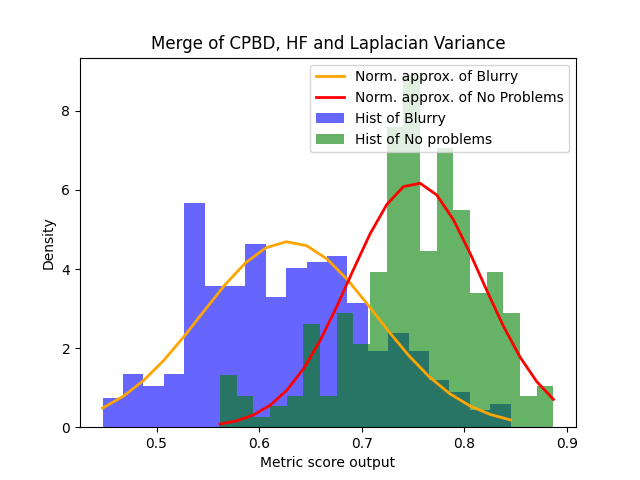 Merge of CPBD, HF and Laplacian Variance
Norm. approx. of Blurry
Norm. approx. of No Problems
Hist of Blurry
Hist of No problems
Density
8
6
4
2
0
0.5 0.6 0.7 0.8 0.9
Metric score output